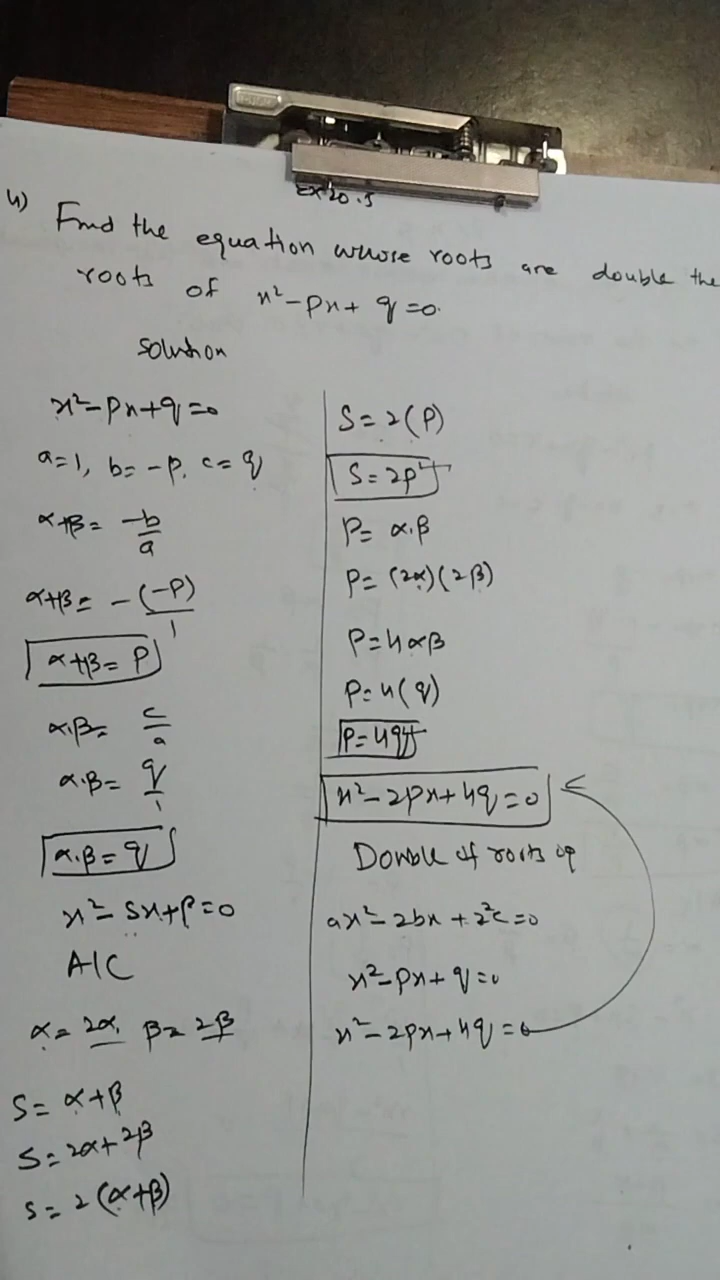 Ex 20.5
4) Find the equation whose roots are double the
roots of x²-px+q=0.
Solution
x²-px+q=0
a=1, b=-p, c=q
α+β= -b/a
α+β= -(-p)/1
α+β= p
α.β= c/a
α.β= q/1
α.β=q
x²-Sx+P=0
A/C
α=2α, β=2β
S= α+β
S=2α+2β
S=2(α+β)
S=2(p)
S=2p
P= α.β
P= (2α)(2β)
P=4αβ
P=4(q)
P=4q
x²-2px+4q=0
Double of roots of
ax²-2bx+2²c=0
x²-px+q=0
x²-2px+4q=0